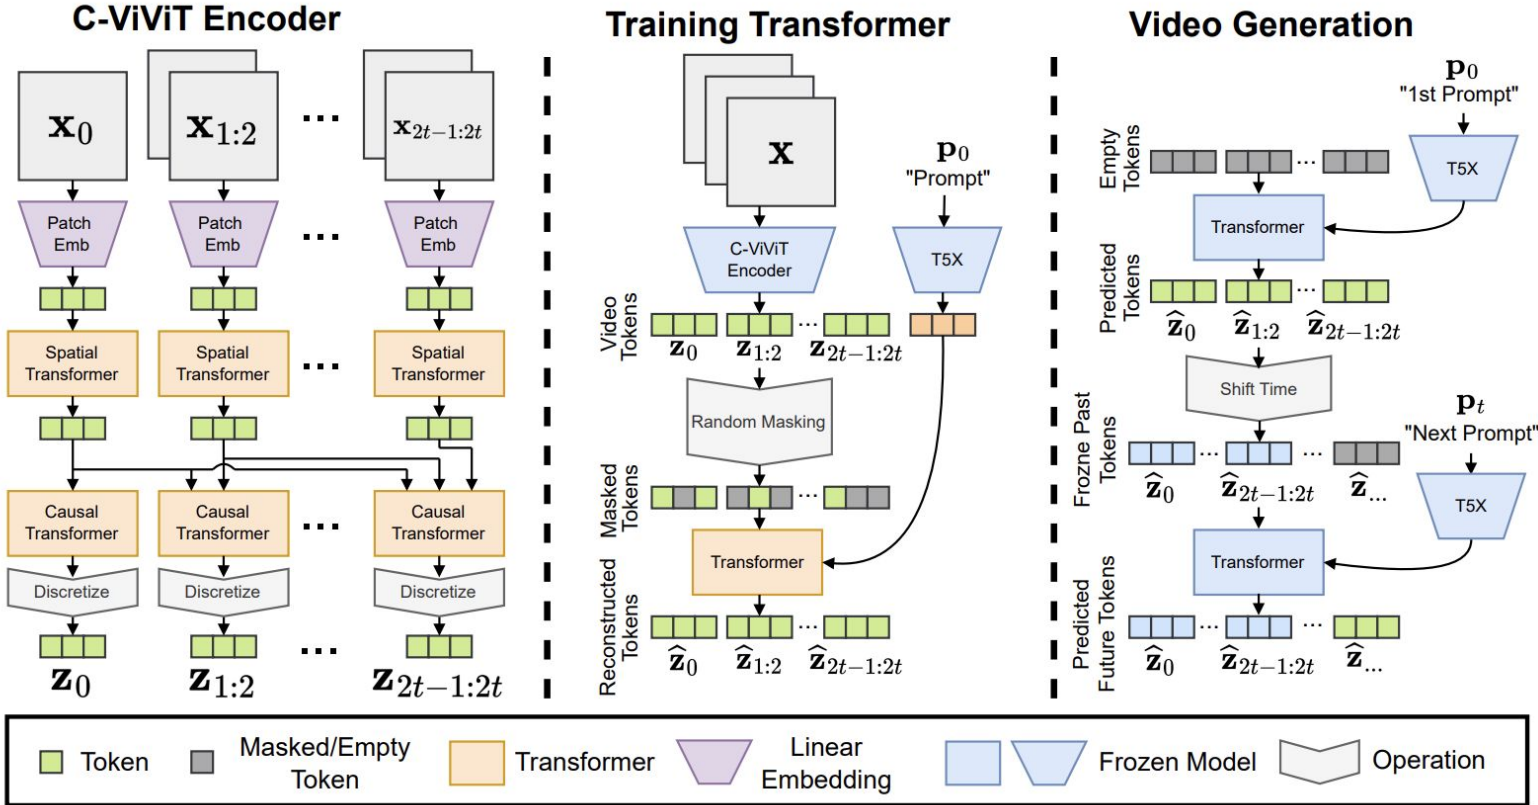 C-ViViT Encoder
x₀
x₁:₂
...
x₂ₜ₋₁:₂ₜ
Patch
Emb
Patch
Emb
...
Patch
Emb
Spatial
Transformer
Spatial
Transformer
...
Spatial
Transformer
Causal
Transformer
Causal
Transformer
...
Causal
Transformer
Discretize
Discretize
Discretize
...
z₀
z₁:₂
z₂ₜ₋₁:₂ₜ
Training Transformer
x
p₀
"Prompt"
C-ViViT
Encoder
T5X
Video
Tokens
...
z₀
z₁:₂
z₂ₜ₋₁:₂ₜ
Random Masking
Masked
Tokens
...
Transformer
Reconstructed
Tokens
...
ẑ₀
ẑ₁:₂
ẑ₂ₜ₋₁:₂ₜ
Video Generation
p₀
"1st Prompt"
Empty
Tokens
...
T5X
Transformer
Predicted
Tokens
...
ẑ₀
ẑ₁:₂
ẑ₂ₜ₋₁:₂ₜ
Shift Time
pₜ
"Next Prompt"
Frozne Past
Tokens
...
...
ẑ₀
ẑ₂ₜ₋₁:₂ₜ
ẑ...
T5X
Transformer
Predicted
Future Tokens
...
...
ẑ₀
ẑ₂ₜ₋₁:₂ₜ
ẑ...
Token
Masked/Empty
Token
Transformer
Linear
Embedding
Frozen Model
Operation